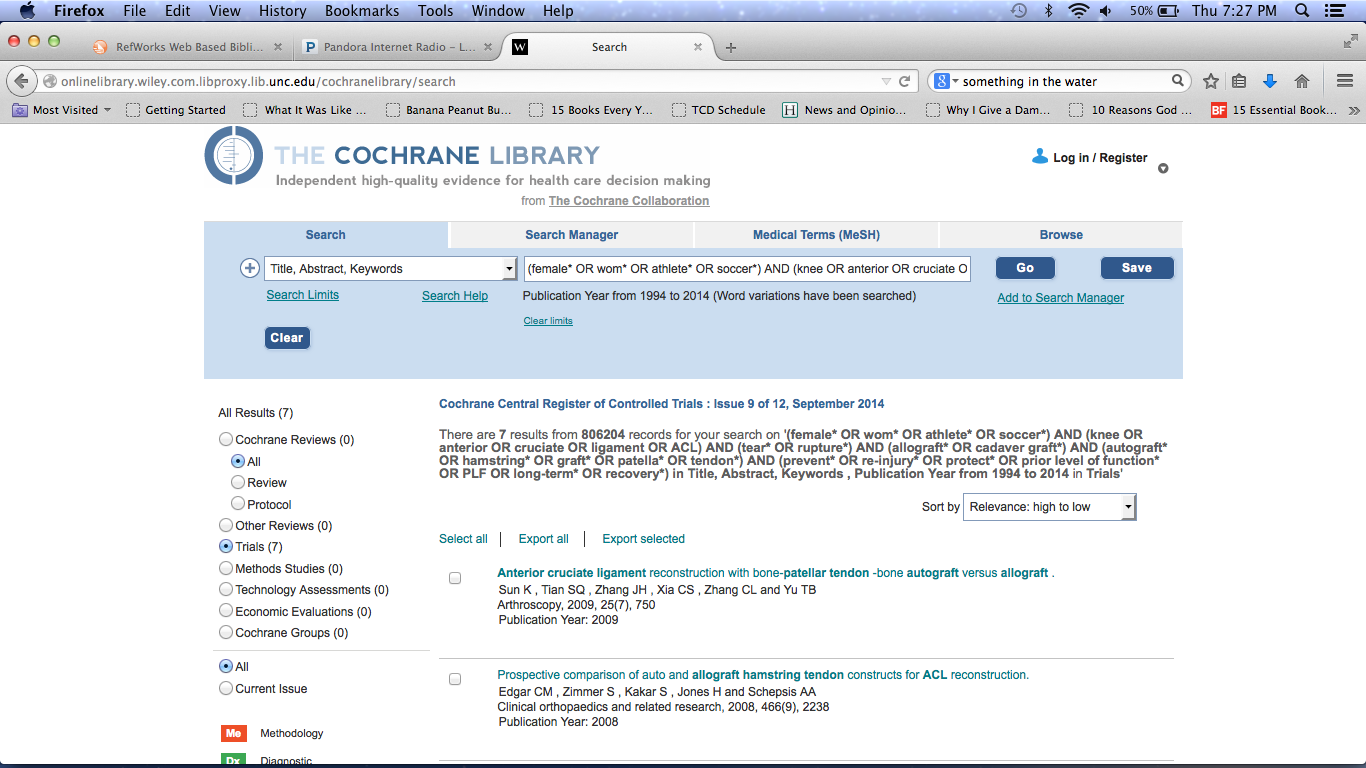 Firefox File Edit View History Bookmarks Tools Window Help 50% Thu 7:27 PM
RefWorks Web Based Bibli... Pandora Internet Radio – L... W Search
onlinelibrary.wiley.com.libproxy.lib.unc.edu/cochranelibrary/search 8 something in the water
Most Visited Getting Started What It Was Like ... Banana Peanut Bu... 15 Books Every Y... TCD Schedule H News and Opinio... Why I Give a Dam... 10 Reasons God ... BF 15 Essential Book...
THE COCHRANE LIBRARY
Independent high-quality evidence for health care decision making
from The Cochrane Collaboration
Log in / Register
Search Search Manager Medical Terms (MeSH) Browse
Title, Abstract, Keywords (female* OR wom* OR athlete* OR soccer*) AND (knee OR anterior OR cruciate O Go Save
Search Limits Search Help Publication Year from 1994 to 2014 (Word variations have been searched) Add to Search Manager
Clear limits
Clear
All Results (7)
Cochrane Reviews (0)
All
Review
Protocol
Other Reviews (0)
Trials (7)
Methods Studies (0)
Technology Assessments (0)
Economic Evaluations (0)
Cochrane Groups (0)
All
Current Issue
Me Methodology
Dx Diagnostic
Cochrane Central Register of Controlled Trials : Issue 9 of 12, September 2014
There are 7 results from 806204 records for your search on '(female* OR wom* OR athlete* OR soccer*) AND (knee OR
anterior OR cruciate OR ligament OR ACL) AND (tear* OR rupture*) AND (allograft* OR cadaver graft*) AND (autograft*
OR hamstring* OR graft* OR patella* OR tendon*) AND (prevent* OR re-injury* OR protect* OR prior level of function*
OR PLF OR long-term* OR recovery*) in Title, Abstract, Keywords , Publication Year from 1994 to 2014 in Trials'
Sort by Relevance: high to low
Select all Export all Export selected
Anterior cruciate ligament reconstruction with bone-patellar tendon -bone autograft versus allograft .
Sun K , Tian SQ , Zhang JH , Xia CS , Zhang CL and Yu TB
Arthroscopy, 2009, 25(7), 750
Publication Year: 2009
Prospective comparison of auto and allograft hamstring tendon constructs for ACL reconstruction.
Edgar CM , Zimmer S , Kakar S , Jones H and Schepsis AA
Clinical orthopaedics and related research, 2008, 466(9), 2238
Publication Year: 2008